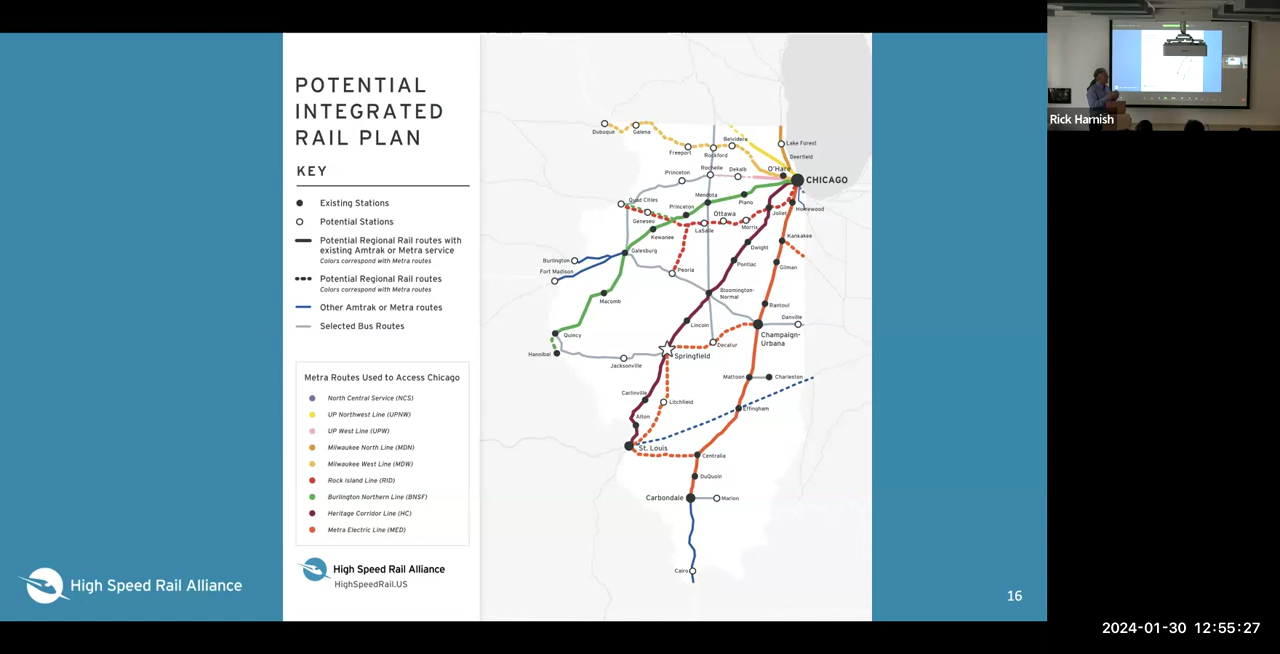 POTENTIAL
INTEGRATED
RAIL PLAN
KEY
Existing Stations
Potential Stations
Potential Regional Rail routes with
existing Amtrak or Metra service
Colors correspond with Metra routes
Potential Regional Rail routes
Colors correspond with Metra routes
Other Amtrak or Metra routes
Selected Bus Routes
Metra Routes Used to Access Chicago
North Central Service (NCS)
UP Northwest Line (UPNW)
UP West Line (UPW)
Milwaukee North Line (MDN)
Milwaukee West Line (MDW)
Rock Island Line (RID)
Burlington Northern Line (BNSF)
Heritage Corridor Line (HC)
Metra Electric Line (MED)
High Speed Rail Alliance
HighSpeedRail.US
Dubuque
Galena
Freeport
Rockford
Belvidere
Lake Forest
Deerfield
O'Hare
CHICAGO
Princeton
Rochelle
Dekalb
Mendota
Plano
Quad Cities
Geneseo
Princeton
Kewanee
LaSalle
Ottawa
Morris
Joliet
Homewood
Kankakee
Galesburg
Burlington
Fort Madison
Peoria
Dwight
Pontiac
Gilman
Macomb
Bloomington-
Normal
Rantoul
Danville
Quincy
Hannibal
Lincoln
Champaign-
Urbana
Decatur
Springfield
Jacksonville
Mattoon
Charleston
Carlinville
Litchfield
Alton
Effingham
St. Louis
Centralia
DuQuoin
Carbondale
Marion
Cairo
High Speed Rail Alliance
16
Rick Harnish
2024-01-30 12:55:27